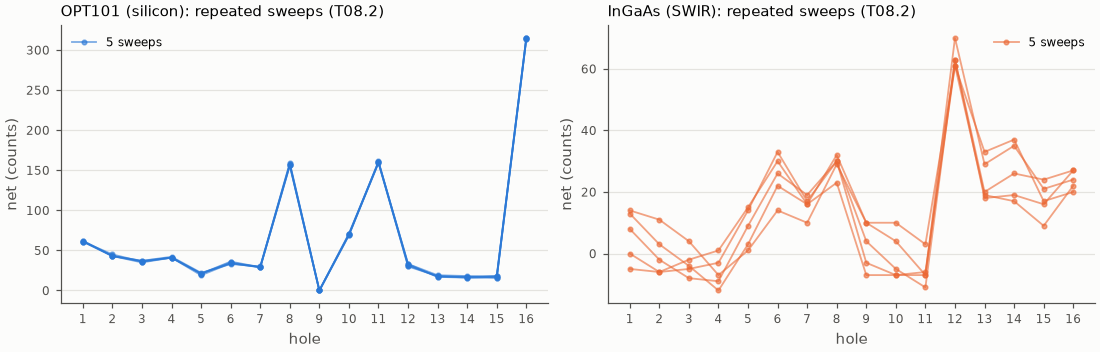 OPT101 (silicon): repeated sweeps (T08.2)
5 sweeps
net (counts)
300
250
200
150
100
50
0
1 2 3 4 5 6 7 8 9 10 11 12 13 14 15 16
hole
InGaAs (SWIR): repeated sweeps (T08.2)
5 sweeps
net (counts)
60
40
20
0
1 2 3 4 5 6 7 8 9 10 11 12 13 14 15 16
hole